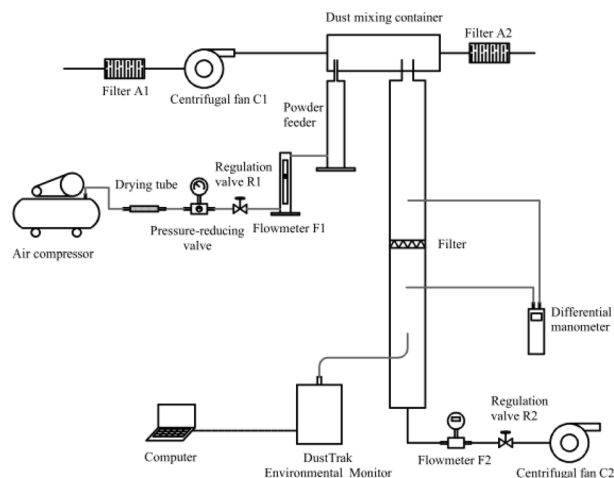 Dust mixing container
Filter A2
Filter A1
Centrifugal fan C1
Powder
feeder
Regulation
valve R1
Drying tube
Pressure-reducing
valve
Flowmeter F1
Air compressor
Filter
Differential
manometer
Regulation
valve R2
Computer
DustTrak
Environmental Monitor
Flowmeter F2
Centrifugal fan C2